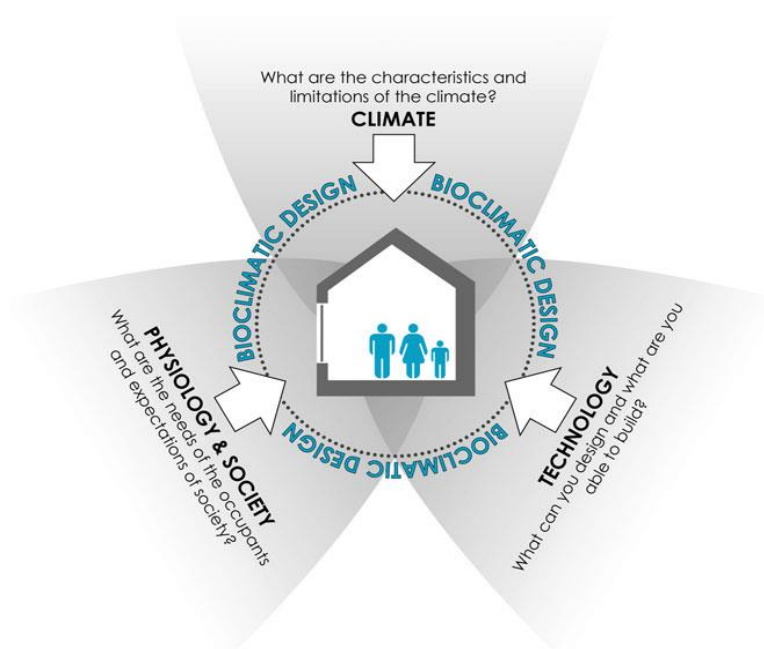 What are the characteristics and
limitations of the climate?
CLIMATE
BIOCLIMATIC DESIGN
BIOCLIMATIC DESIGN
PHYSIOLOGY & SOCIETY
What are the needs of the occupants
and expectations of society?
TECHNOLOGY
What can you design and what are you
able to build?
BIOCLIMATIC DESIGN